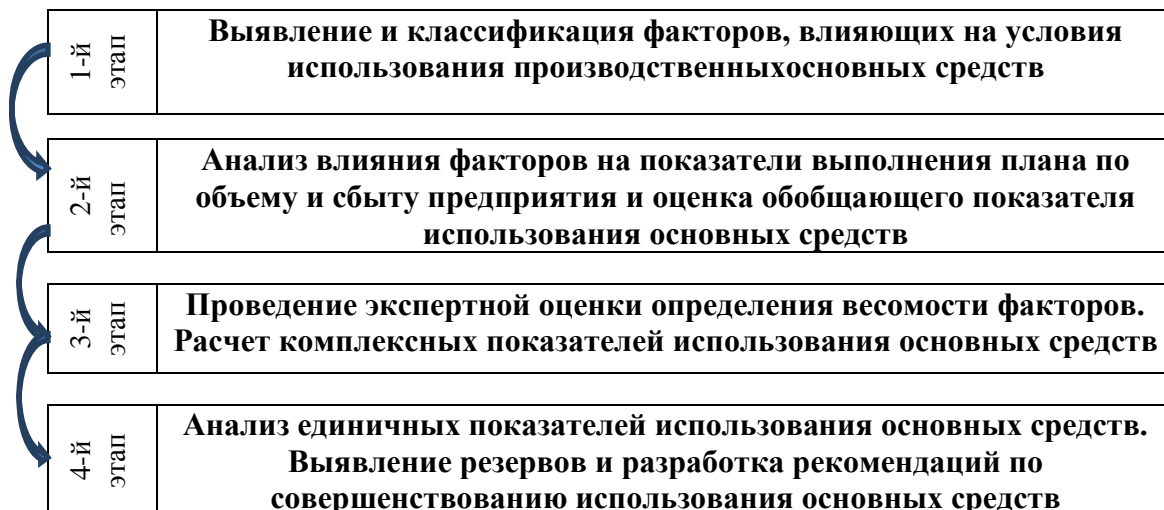 1-й
этап
Выявление и классификация факторов, влияющих на условия
использования производственныхосновных средств
2-й
этап
Анализ влияния факторов на показатели выполнения плана по
объему и сбыту предприятия и оценка обобщающего показателя
использования основных средств
3-й
этап
Проведение экспертной оценки определения весомости факторов.
Расчет комплексных показателей использования основных средств
4-й
этап
Анализ единичных показателей использования основных средств.
Выявление резервов и разработка рекомендаций по
совершенствованию использования основных средств